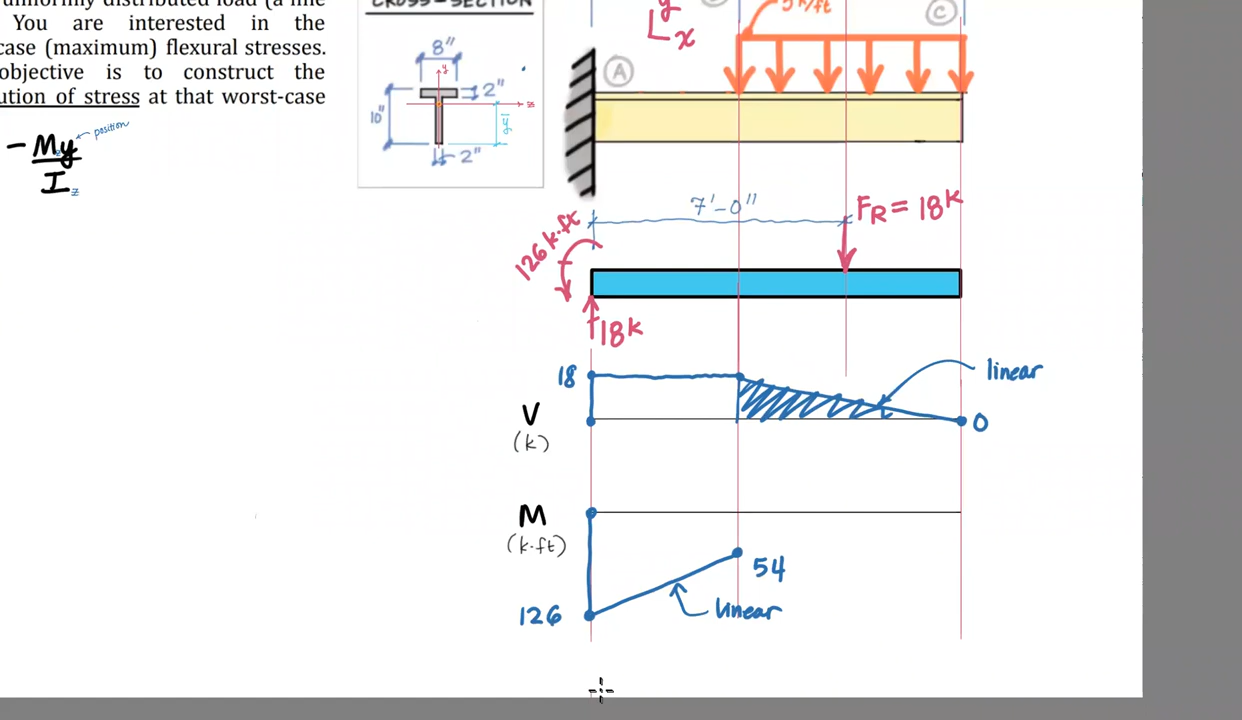 uniformly distributed load (a line
You are interested in the
case (maximum) flexural stresses.
objective is to construct the
ution of stress at that worst-case
- My
I z
position
CROSS-SECTION
8"
y
2"
z
10"
y̅
2"
y
x
A
C
5 k/ft
7'-0"
FR = 18k
126 k.ft
18k
18
V
(k)
linear
0
M
(k.ft)
54
126
linear